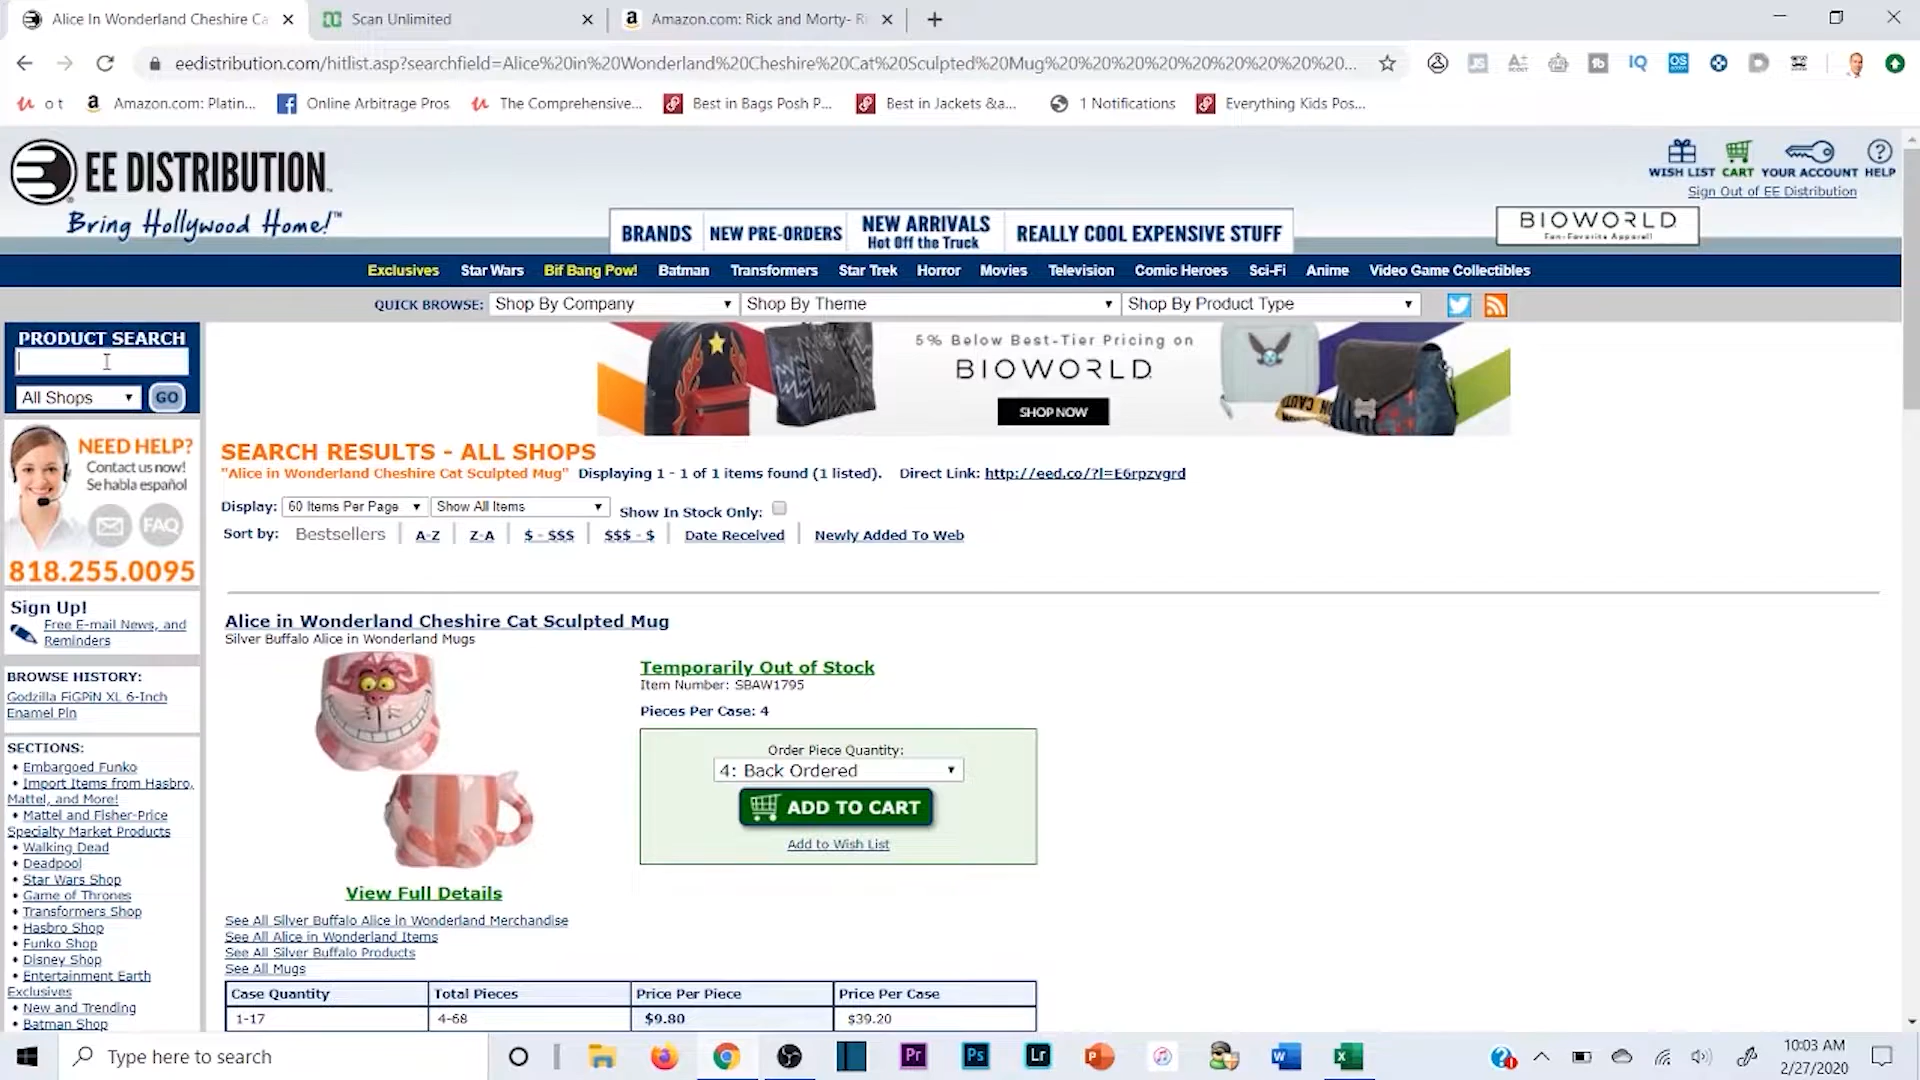 Alice In Wonderland Cheshire Ca
Scan Unlimited
Amazon.com: Rick and Morty- Ri
eedistribution.com/hitlist.asp?searchfield=Alice%20in%20Wonderland%20Cheshire%20Cat%20Sculpted%20Mug%20%20%20%20%20%20%20%20%20...
o t
Amazon.com: Platin...
Online Arbitrage Pros
The Comprehensive...
Best in Bags Posh P...
Best in Jackets &a...
1 Notifications
Everything Kids Pos...
EE DISTRIBUTION
Bring Hollywood Home!™
WISH LIST CART YOUR ACCOUNT HELP
Sign Out of EE Distribution
BRANDS
NEW PRE-ORDERS
NEW ARRIVALS
Hot Off the Truck
REALLY COOL EXPENSIVE STUFF
BIOWORLD
Fan-Favorite Apparel!
Exclusives Star Wars Bif Bang Pow! Batman Transformers Star Trek Horror Movies Television Comic Heroes Sci-Fi Anime Video Game Collectibles
QUICK BROWSE: Shop By Company Shop By Theme Shop By Product Type
PRODUCT SEARCH
All Shops GO
5% Below Best-Tier Pricing on
BIOWORLD
SHOP NOW
CAUTI
NEED HELP?
Contact us now!
Se habla español
FAQ
818.255.0095
Sign Up!
Free E-mail News, and
Reminders
BROWSE HISTORY:
Godzilla FiGPiN XL 6-Inch
Enamel Pin
SECTIONS:
• Embargoed Funko
• Import Items from Hasbro,
Mattel, and More!
• Mattel and Fisher-Price
Specialty Market Products
• Walking Dead
• Deadpool
• Star Wars Shop
• Game of Thrones
• Transformers Shop
• Hasbro Shop
• Funko Shop
• Disney Shop
• Entertainment Earth
Exclusives
• New and Trending
• Batman Shop
SEARCH RESULTS - ALL SHOPS
"Alice in Wonderland Cheshire Cat Sculpted Mug" Displaying 1 - 1 of 1 items found (1 listed). Direct Link: http://eed.co/?l=E6rpzvgrd
Display: 60 Items Per Page Show All Items Show In Stock Only:
Sort by: Bestsellers A-Z Z-A $ - $$$ $$$ - $ Date Received Newly Added To Web
Alice in Wonderland Cheshire Cat Sculpted Mug
Silver Buffalo Alice in Wonderland Mugs
Temporarily Out of Stock
Item Number: SBAW1795
Pieces Per Case: 4
Order Piece Quantity:
4: Back Ordered
ADD TO CART
Add to Wish List
View Full Details
See All Silver Buffalo Alice in Wonderland Merchandise
See All Alice in Wonderland Items
See All Silver Buffalo Products
See All Mugs
Case Quantity Total Pieces Price Per Piece Price Per Case
1-17 4-68 $9.80 $39.20
Type here to search
Pr
Ps
Lr
10:03 AM
2/27/2020